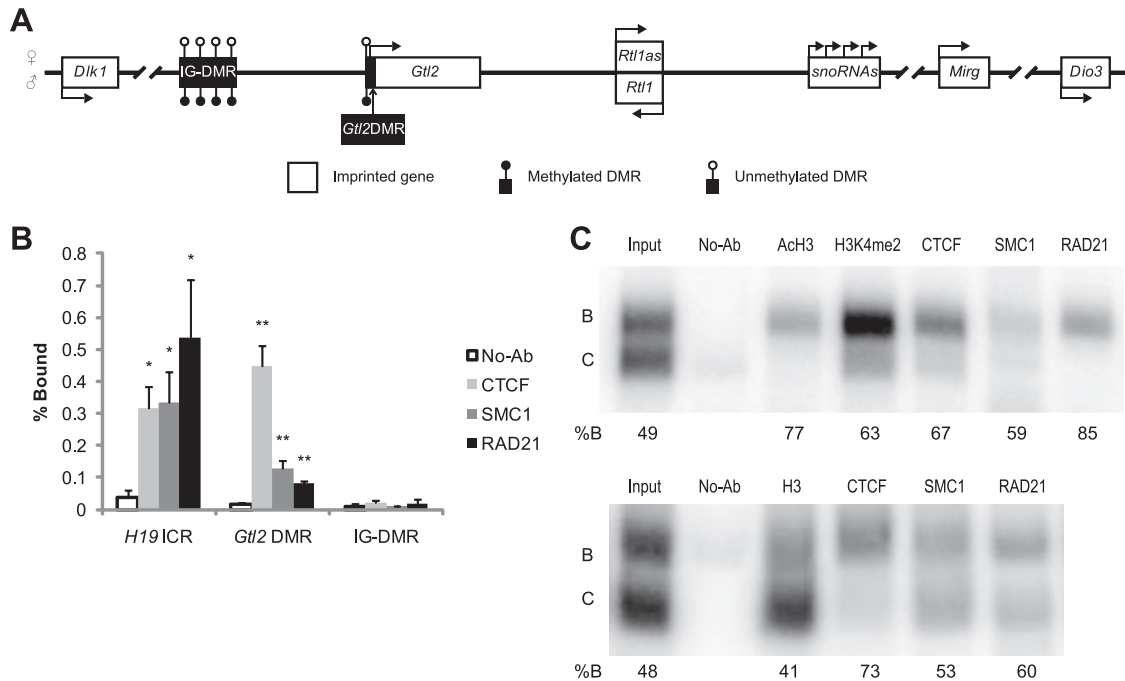 A
♀
♂
Dlk1
IG-DMR
Gtl2
Gtl2DMR
Rtl1as
Rtl1
snoRNAs
Mirg
Dio3
Imprinted gene
Methylated DMR
Unmethylated DMR
B
% Bound
0.8
0.7
0.6
0.5
0.4
0.3
0.2
0.1
0
*
*
*
**
**
**
H19 ICR
Gtl2 DMR
IG-DMR
No-Ab
CTCF
SMC1
RAD21
C
Input No-Ab AcH3 H3K4me2 CTCF SMC1 RAD21
B
C
%B 49 77 63 67 59 85
Input No-Ab H3 CTCF SMC1 RAD21
B
C
%B 48 41 73 53 60